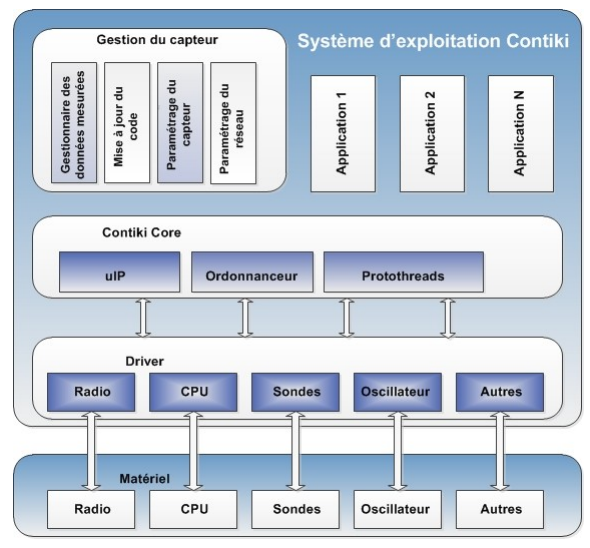 Gestion du capteur
Système d'exploitation Contiki
Gestionnaire des
données mesurées
Mise à jour du
code
Paramétrage du
capteur
Paramétrage du
réseau
Application 1
Application 2
Application N
Contiki Core
uIP
Ordonnanceur
Protothreads
Driver
Radio
CPU
Sondes
Oscillateur
Autres
Matériel
Radio
CPU
Sondes
Oscillateur
Autres